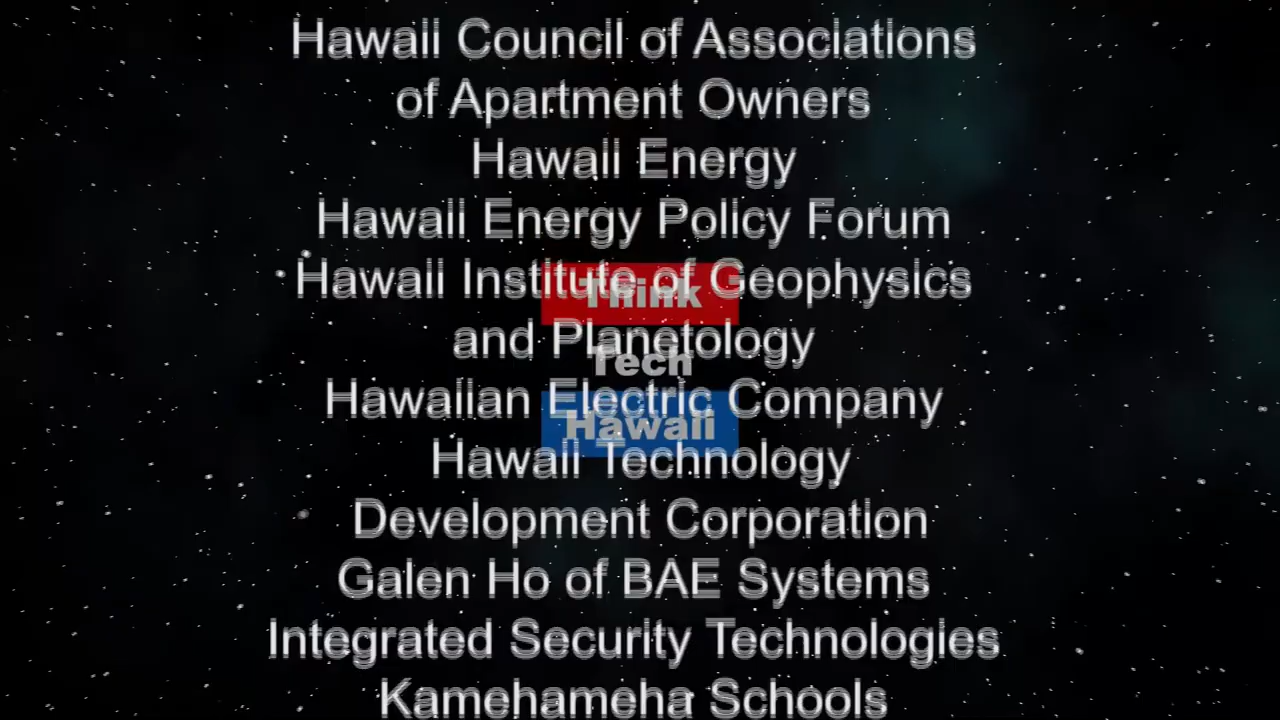 Hawaii Council of Associations
of Apartment Owners
Hawaii Energy
Hawaii Energy Policy Forum
Hawaii Institute of Geophysics
Think
and Planetology
Tech
Hawaiian Electric Company
Hawaii
Hawaii Technology
Development Corporation
Galen Ho of BAE Systems
Integrated Security Technologies
Kamehameha Schools